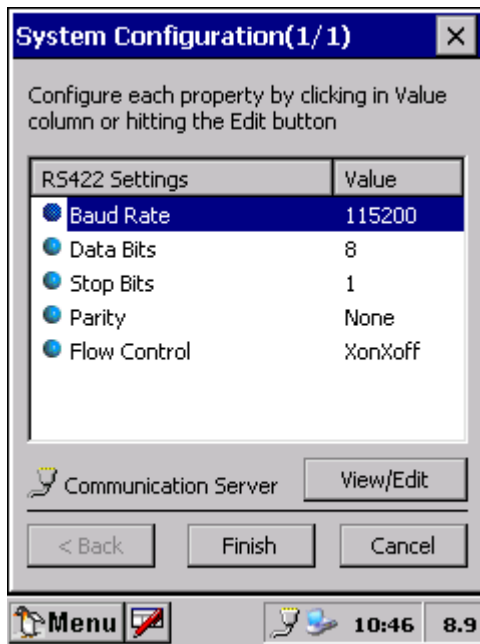 System Configuration(1/1)
Configure each property by clicking in Value
column or hitting the Edit button
RS422 Settings Value
Baud Rate 115200
Data Bits 8
Stop Bits 1
Parity None
Flow Control XonXoff
Communication Server View/Edit
< Back Finish Cancel
Menu 10:46 8.9